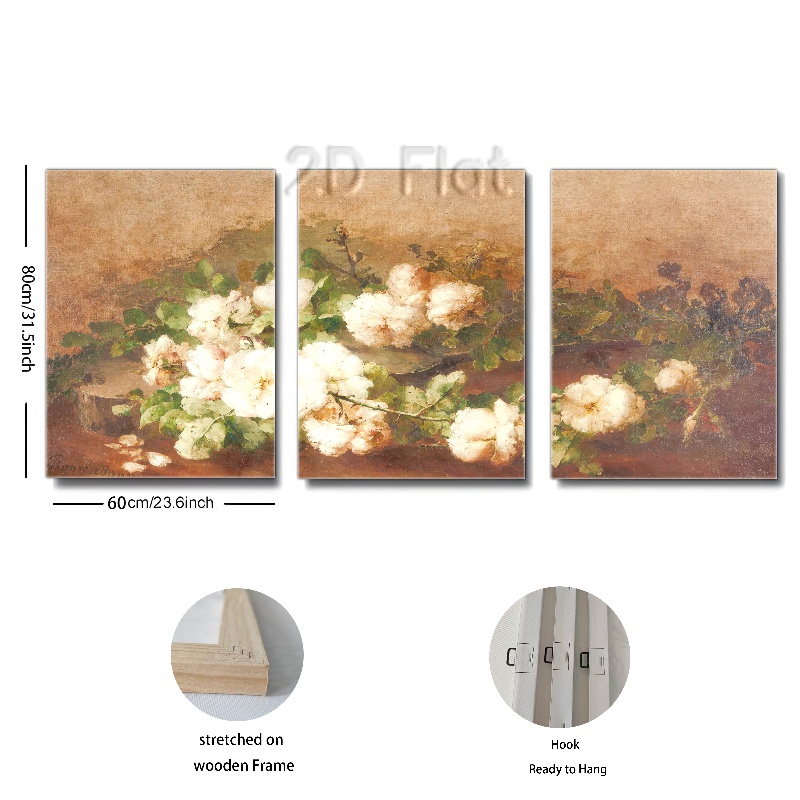 2D Flat
80cm/31.5inch
60cm/23.6inch
stretched on
wooden Frame
Hook
Ready to Hang